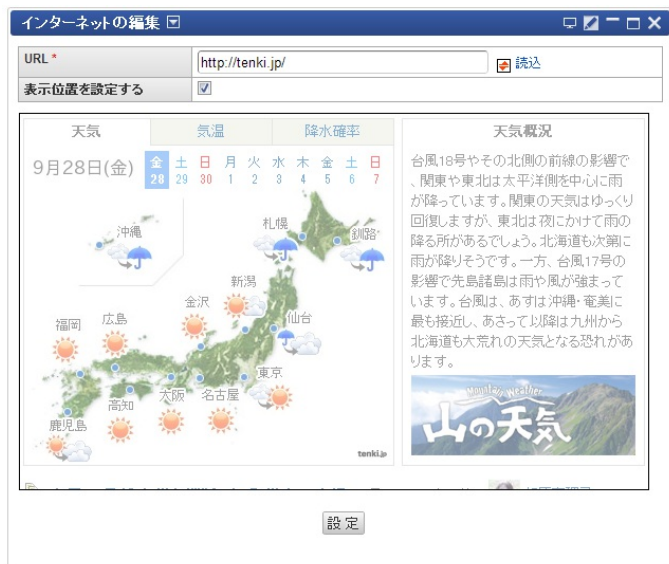 インターネットの編集
URL *
http://tenki.jp/
読込
表示位置を設定する
天気
気温
降水確率
9月28日(金)
金 土 日 月 火 水 木 金 土 日
28 29 30 1 2 3 4 5 6 7
沖縄
札幌
釧路
新潟
金沢
仙台
福岡
広島
東京
大阪
名古屋
高知
鹿児島
tenki.jp
天気概況
台風18号やその北側の前線の影響で
、関東や東北は太平洋側を中心に雨
が降っています。関東の天気はゆっくり
回復しますが、東北は夜にかけて雨の
降る所があるでしょう。北海道も次第に
雨が降りそうです。一方、台風17号の
影響で先島諸島は雨や風が強まって
います。台風は、あすは沖縄・奄美に
最も接近し、あさって以降は九州から
北海道も大荒れの天気となる恐れがあ
ります。
Mountain Weather
山の天気
設定